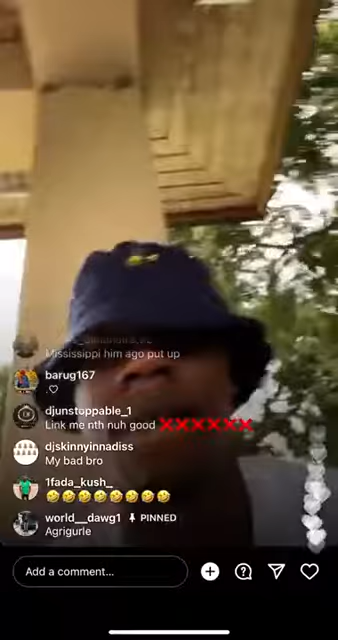 Mississippi him ago put up
barug167
.🤍
djunstoppable_1
Link me nth nuh good ❌❌❌❌❌❌
djskinnyinnadiss
My bad bro
1fada_kush_
🤣🤣🤣🤣🤣🤣🤣🤣🤣
world__dawg1 📌 PINNED
Agrigurle
Add a comment...